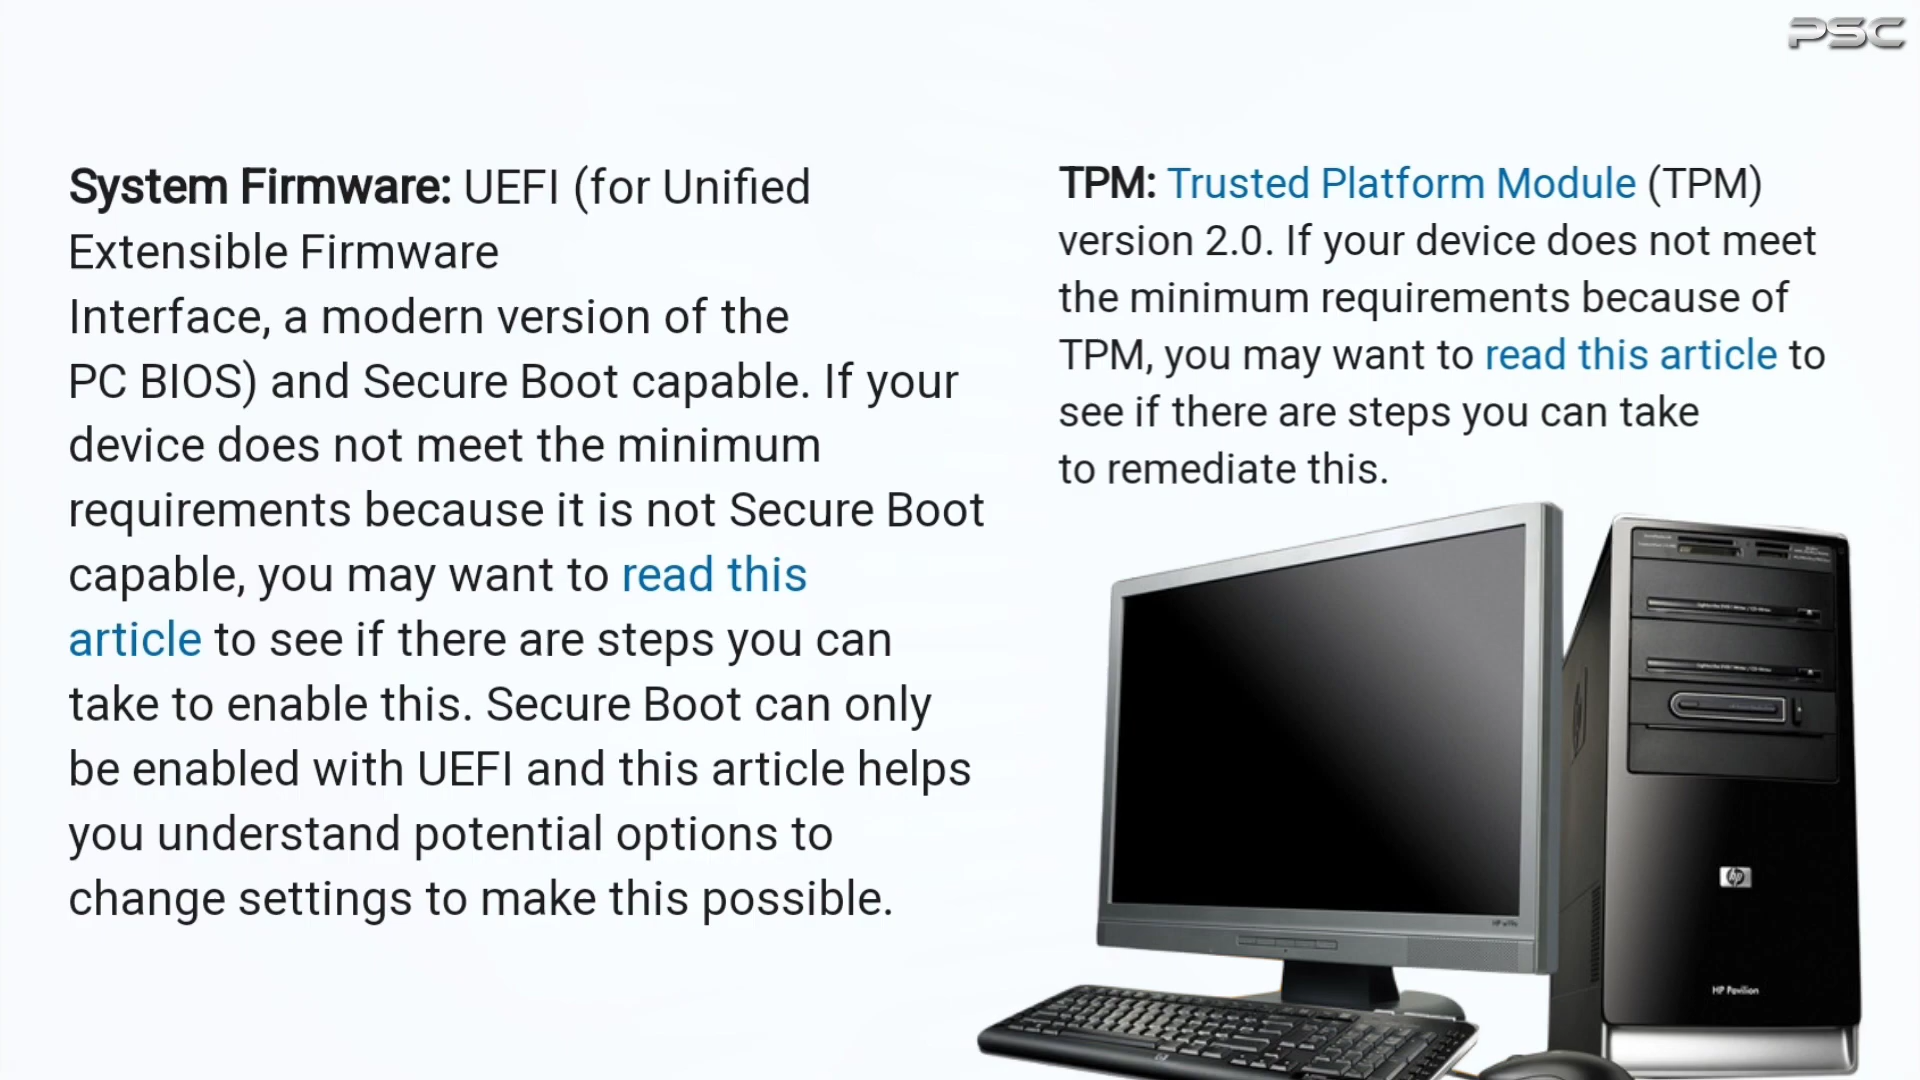 PSC
System Firmware: UEFI (for Unified
Extensible Firmware
Interface, a modern version of the
PC BIOS) and Secure Boot capable. If your
device does not meet the minimum
requirements because it is not Secure Boot
capable, you may want to read this
article to see if there are steps you can
take to enable this. Secure Boot can only
be enabled with UEFI and this article helps
you understand potential options to
change settings to make this possible.
TPM: Trusted Platform Module (TPM)
version 2.0. If your device does not meet
the minimum requirements because of
TPM, you may want to read this article to
see if there are steps you can take
to remediate this.
hp
HP Pavilion